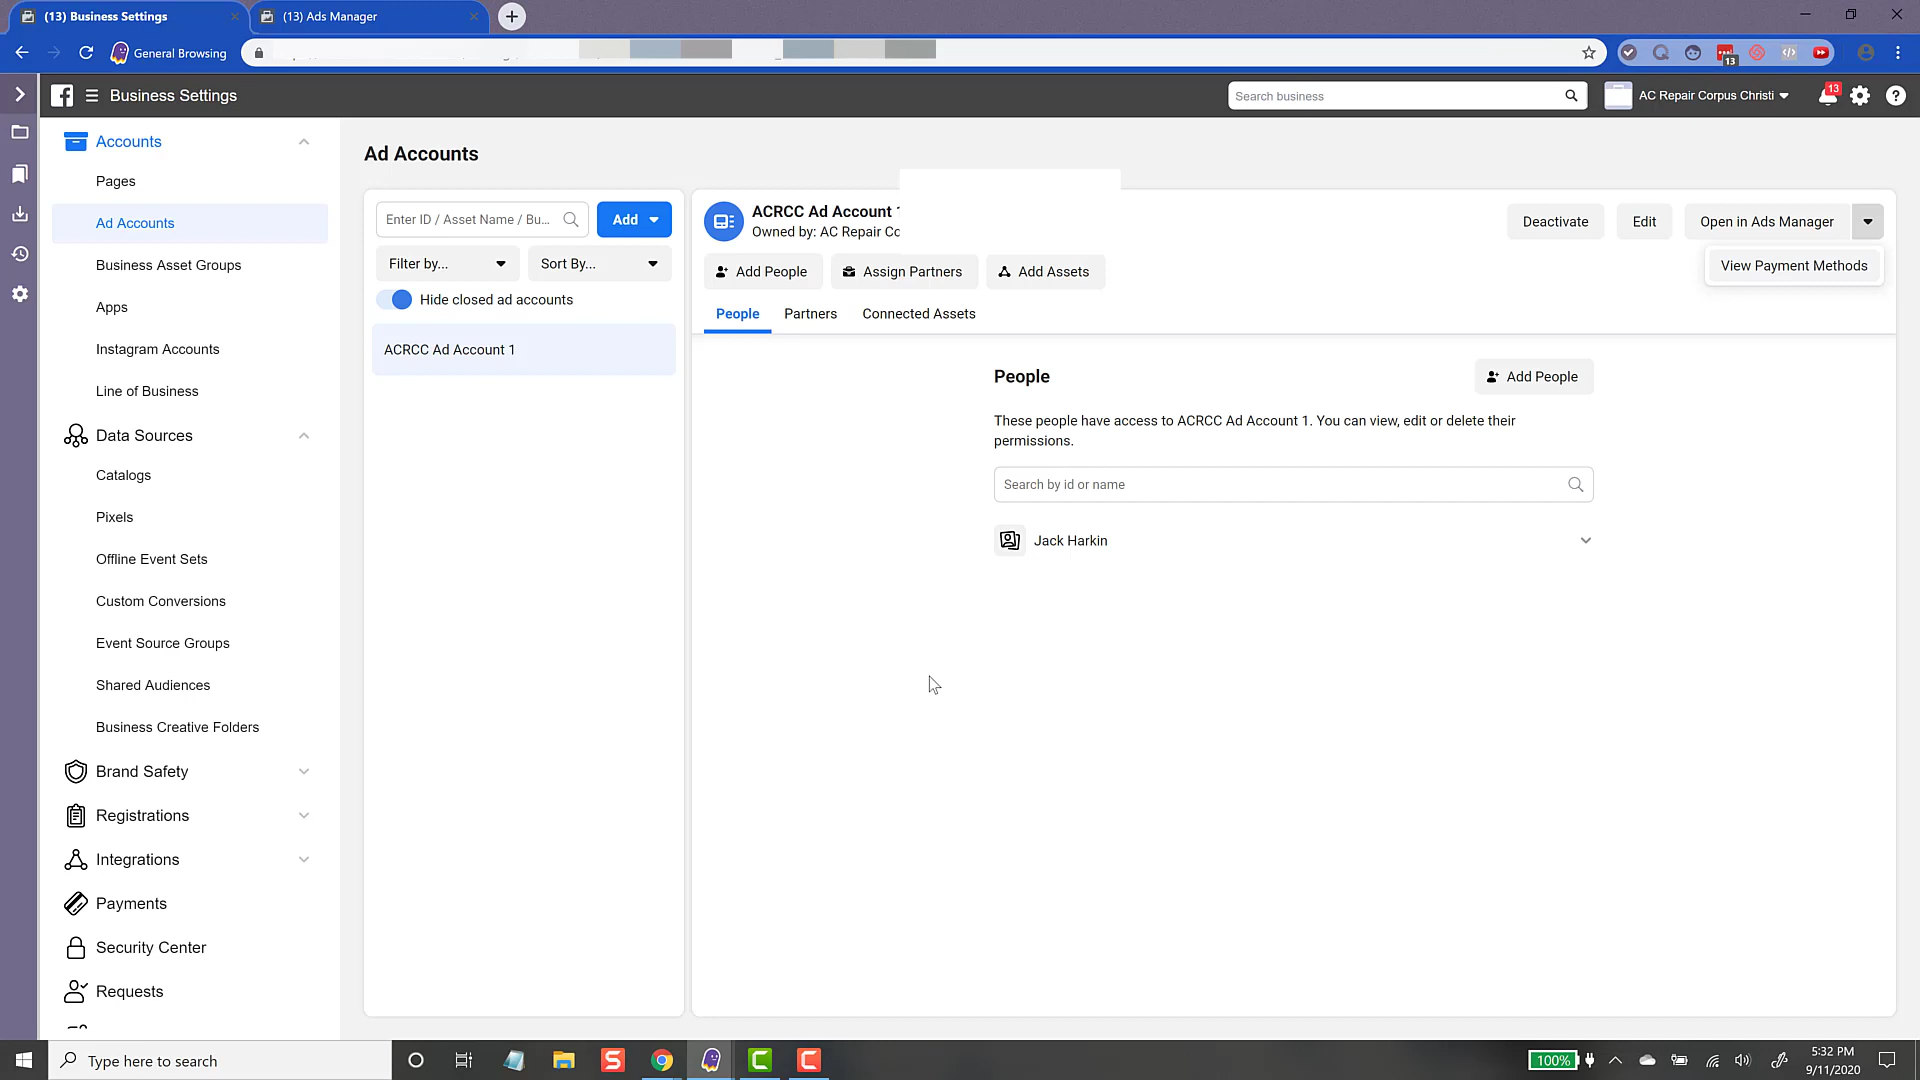 (13) Business Settings
(13) Ads Manager
General Browsing
13
Business Settings
Search business
AC Repair Corpus Christi
13
Accounts
Pages
Ad Accounts
Business Asset Groups
Apps
Instagram Accounts
Line of Business
Data Sources
Catalogs
Pixels
Offline Event Sets
Custom Conversions
Event Source Groups
Shared Audiences
Business Creative Folders
Brand Safety
Registrations
Integrations
Payments
Security Center
Requests
Ad Accounts
Enter ID / Asset Name / Bu...
Add
Filter by...
Sort By...
Hide closed ad accounts
ACRCC Ad Account 1
ACRCC Ad Account
Owned by: AC Repair Co
Deactivate
Edit
Open in Ads Manager
View Payment Methods
Add People
Assign Partners
Add Assets
People
Partners
Connected Assets
People
Add People
These people have access to ACRCC Ad Account 1. You can view, edit or delete their
permissions.
Search by id or name
Jack Harkin
Type here to search
100%
5:32 PM
9/11/2020